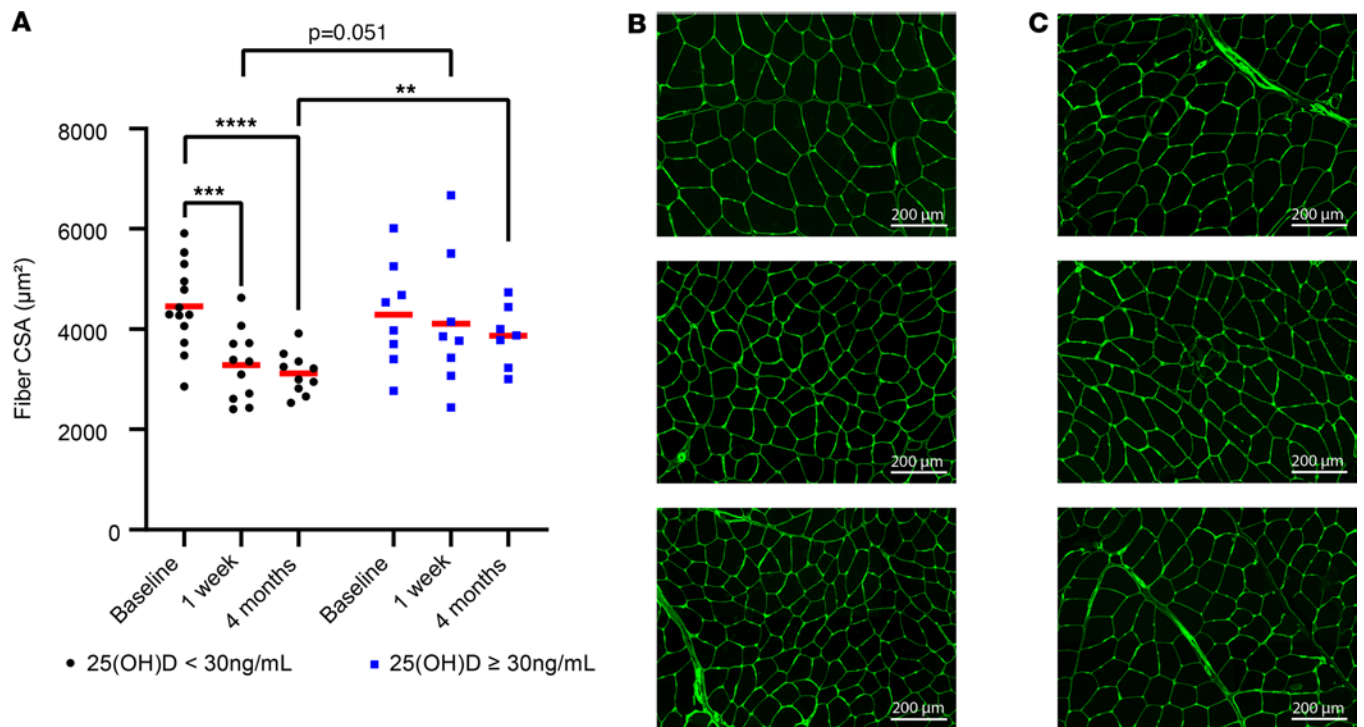 A
B
C
p=0.051
**
****
***
8000
6000
4000
2000
0
Fiber CSA (µm²)
Baseline
1 week
4 months
Baseline
1 week
4 months
25(OH)D < 30ng/mL
25(OH)D ≥ 30ng/mL
200 µm
200 µm
200 µm
200 µm
200 µm
200 µm